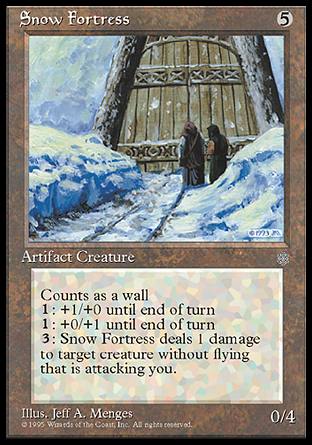 Snow Fortress 5
©1993 JAM
Artifact Creature
Counts as a wall
1: +1/+0 until end of turn
1: +0/+1 until end of turn
3: Snow Fortress deals 1 damage
to target creature without flying
that is attacking you.
Illus. Jeff A. Menges
© 1995 Wizards of the Coast, Inc. All rights reserved.
0/4